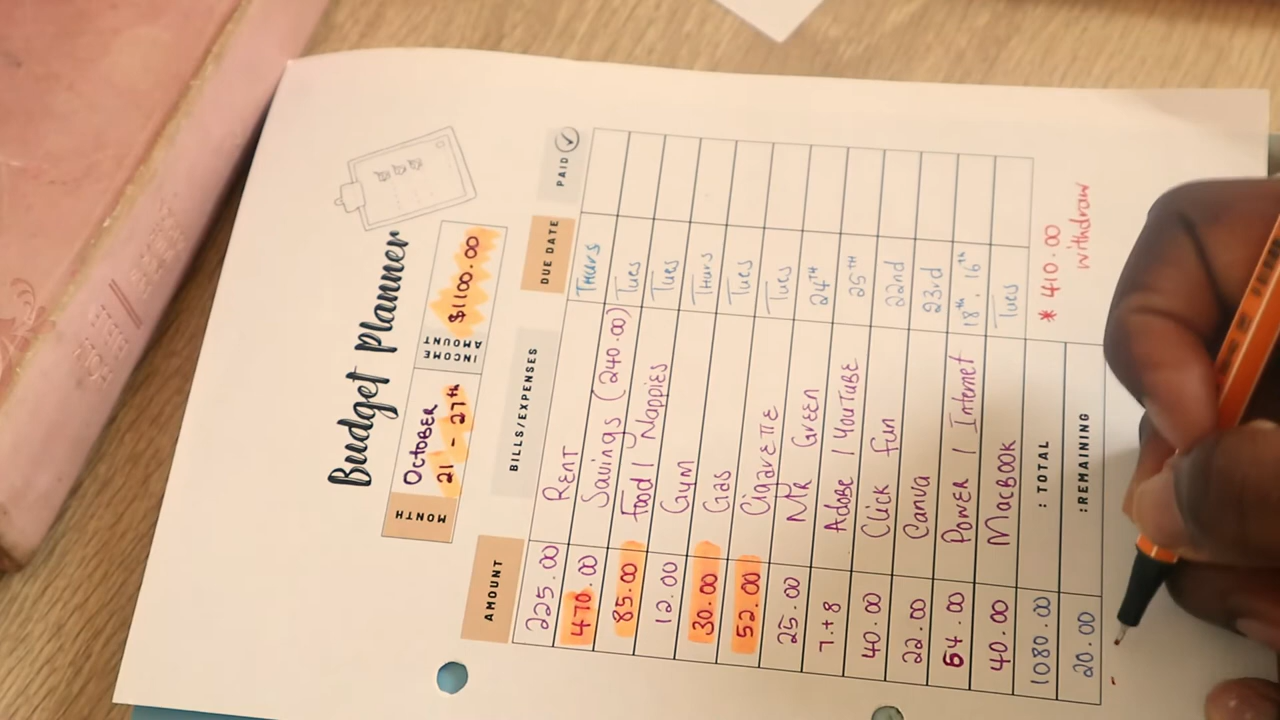 Budget Planner
MONTH OCTOBER 21 - 27th INCOME AMOUNT $1100.00
AMOUNT BILLS/EXPENSES DUE DATE PAID
225.00 RENT THURS
470.00 Savings (240.00) Tues
85.00 Food / Nappies Tues
12.00 Gym THURS
30.00 Gas Tues
52.00 Cigarette Tues
25.00 Mr Green 24TH
7.+8 Adobe / YouTube 25TH
40.00 Click Fun 22nd
22.00 Canva 23rd
54.00 Power / Internet 18th . 16th
40.00 Macbook Tues
1080.00 : TOTAL
20.00 : REMAINING
* 410.00
withdraw